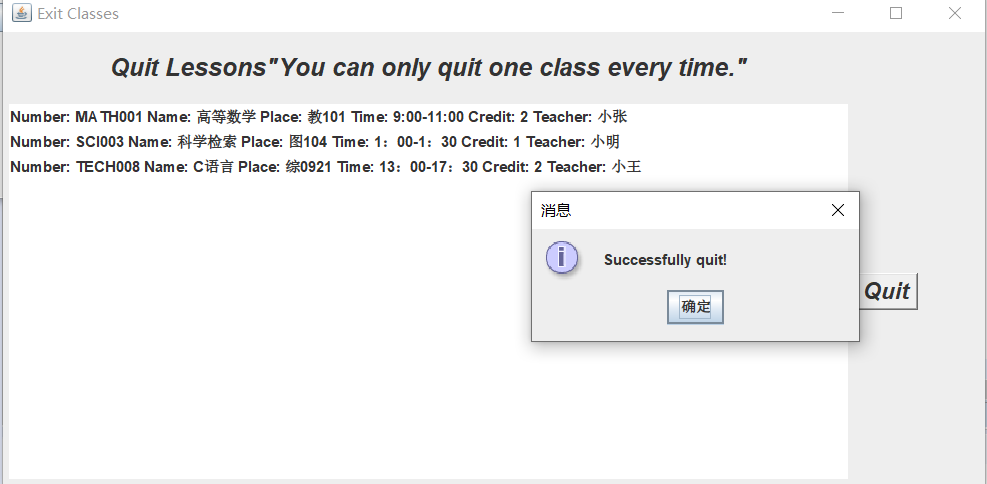 Exit Classes
Quit Lessons"You can only quit one class every time."
Number: MATH001 Name: 高等数学 Place: 教101 Time: 9:00-11:00 Credit: 2 Teacher: 小张
Number: SCI003 Name: 科学检索 Place: 图104 Time: 1：00-1：30 Credit: 1 Teacher: 小明
Number: TECH008 Name: C语言 Place: 综0921 Time: 13：00-17：30 Credit: 2 Teacher: 小王
消息
Successfully quit!
确定
Quit